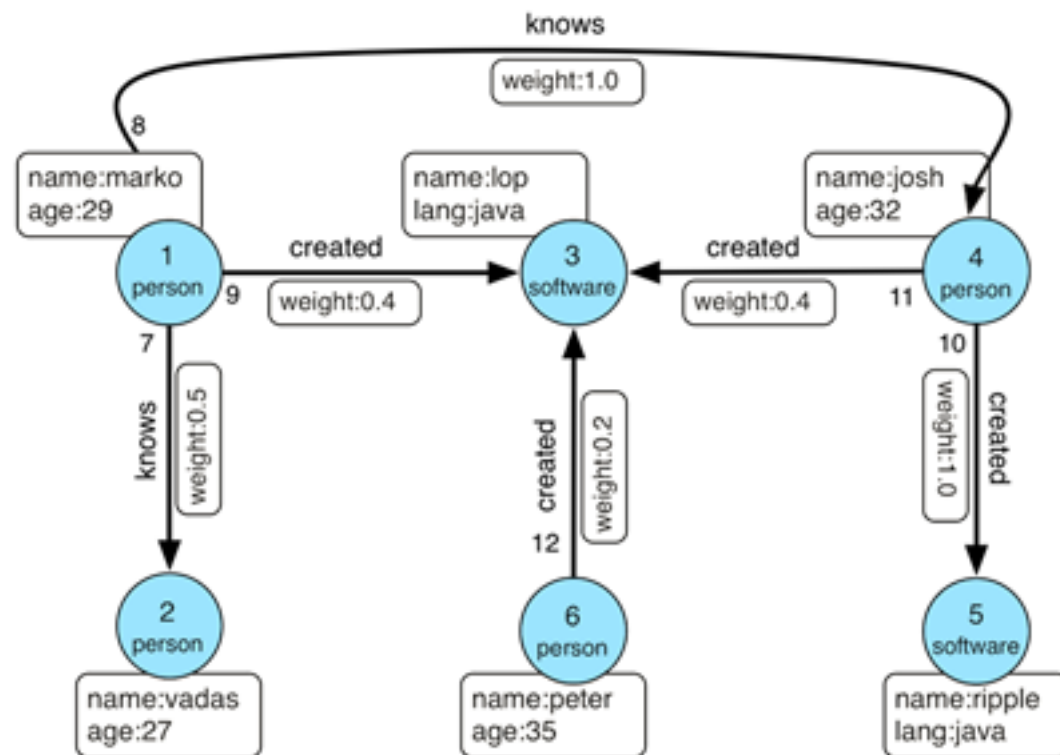 knows
weight:1.0
8
name:marko
age:29
name:lop
lang:java
name:josh
age:32
1
person
created
9
weight:0.4
3
software
created
weight:0.4
11
4
person
7
knows
weight:0.5
created
weight:0.2
12
10
weight:1.0
created
2
person
6
person
5
software
name:vadas
age:27
name:peter
age:35
name:ripple
lang:java